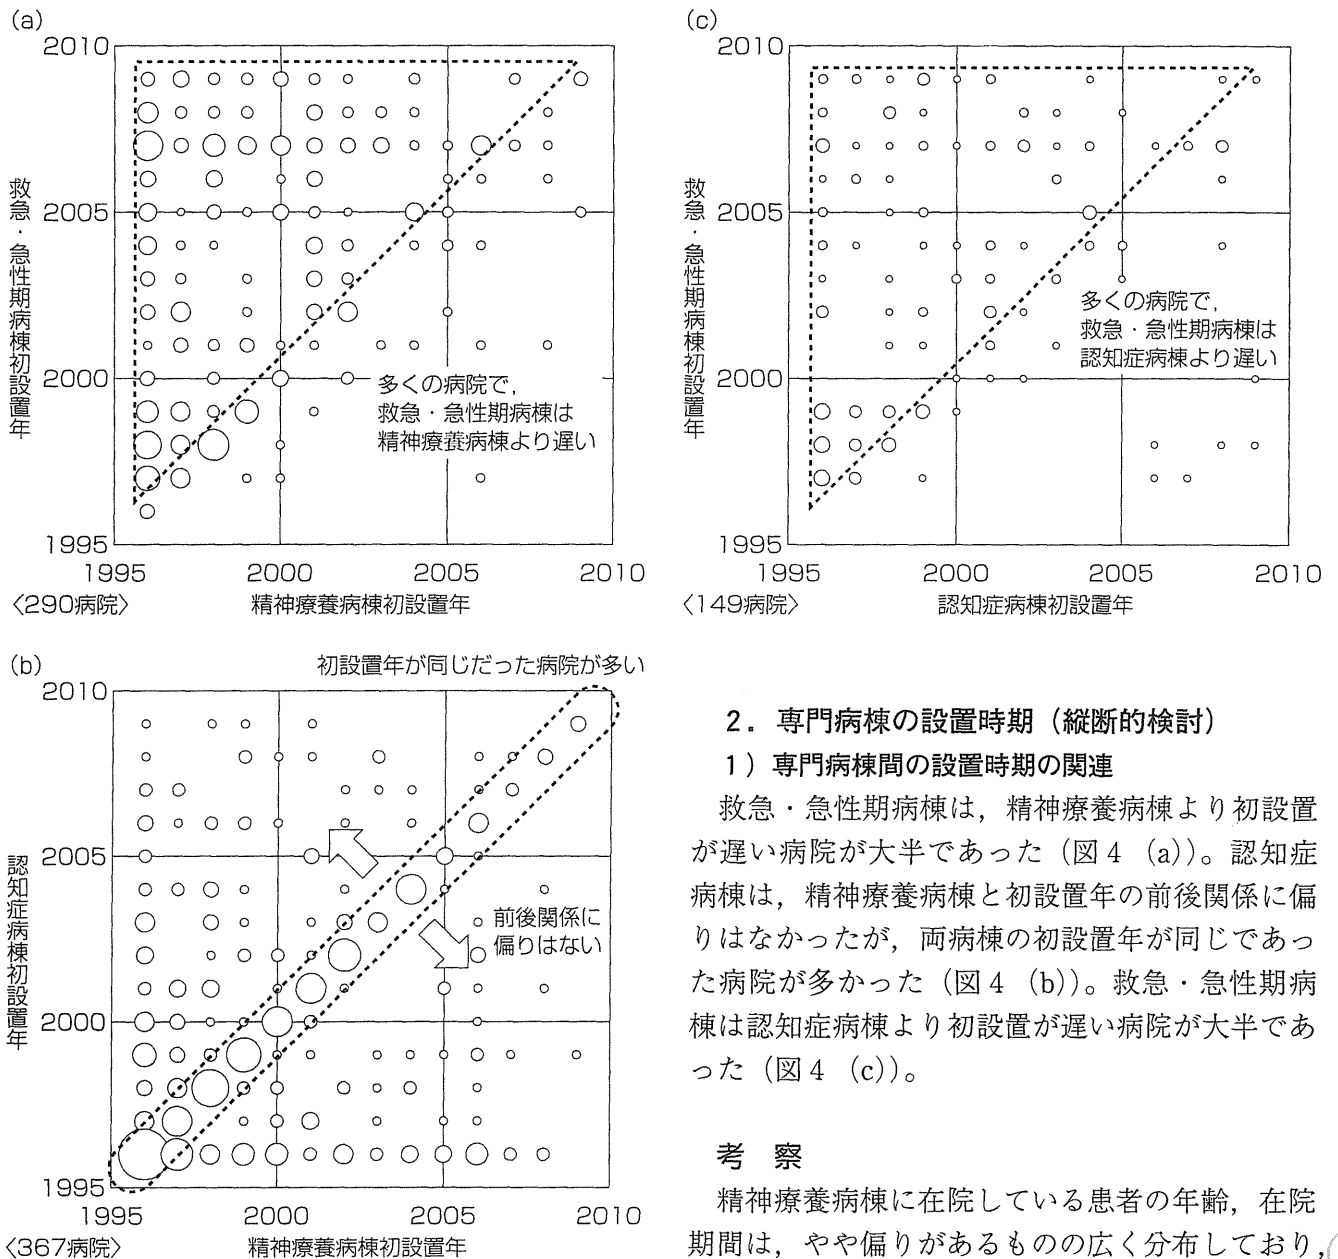 (a)
2010
2005
2000
1995
1995
2000
2005
2010
救急・急性期病棟初設置年
多くの病院で,
救急・急性期病棟は
精神療養病棟より遅い
〈290病院〉
精神療養病棟初設置年
(c)
2010
2005
2000
1995
1995
2000
2005
2010
救急・急性期病棟初設置年
多くの病院で,
救急・急性期病棟は
認知症病棟より遅い
〈149病院〉
認知症病棟初設置年
(b)
初設置年が同じだった病院が多い
2010
2005
2000
1995
1995
2000
2005
2010
認知症病棟初設置年
前後関係に
偏りはない
〈367病院〉
精神療養病棟初設置年
2．専門病棟の設置時期（縦断的検討）
1）専門病棟間の設置時期の関連
救急・急性期病棟は，精神療養病棟より初設置
が遅い病院が大半であった（図4 (a)）。認知症
病棟は，精神療養病棟と初設置年の前後関係に偏
りはなかったが，両病棟の初設置年が同じであっ
た病院が多かった（図4 (b)）。救急・急性期病
棟は認知症病棟より初設置が遅い病院が大半であ
った（図4 (c)）。
考 察
精神療養病棟に在院している患者の年齢，在院
期間は，やや偏りがあるものの広く分布しており，